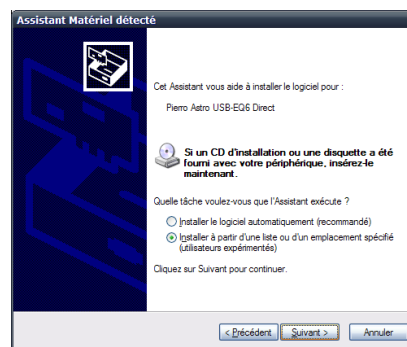 Assistant Matériel détecté
Cet Assistant vous aide à installer le logiciel pour :
Pierro Astro USB-EQ6 Direct
Si un CD d'installation ou une disquette a été
fourni avec votre périphérique, insérez-le
maintenant.
Quelle tâche voulez-vous que l'Assistant exécute ?
Installer le logiciel automatiquement (recommandé)
Installer à partir d'une liste ou d'un emplacement spécifié
(utilisateurs expérimentés)
Cliquez sur Suivant pour continuer.
< Précédent Suivant > Annuler